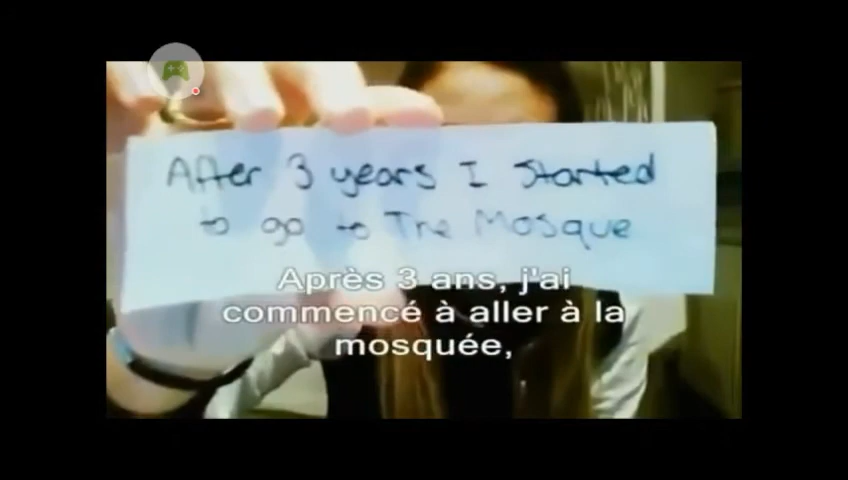 After 3 years I started
to go to The Mosque
Après 3 ans, j'ai
commencé à aller à la
mosquée,